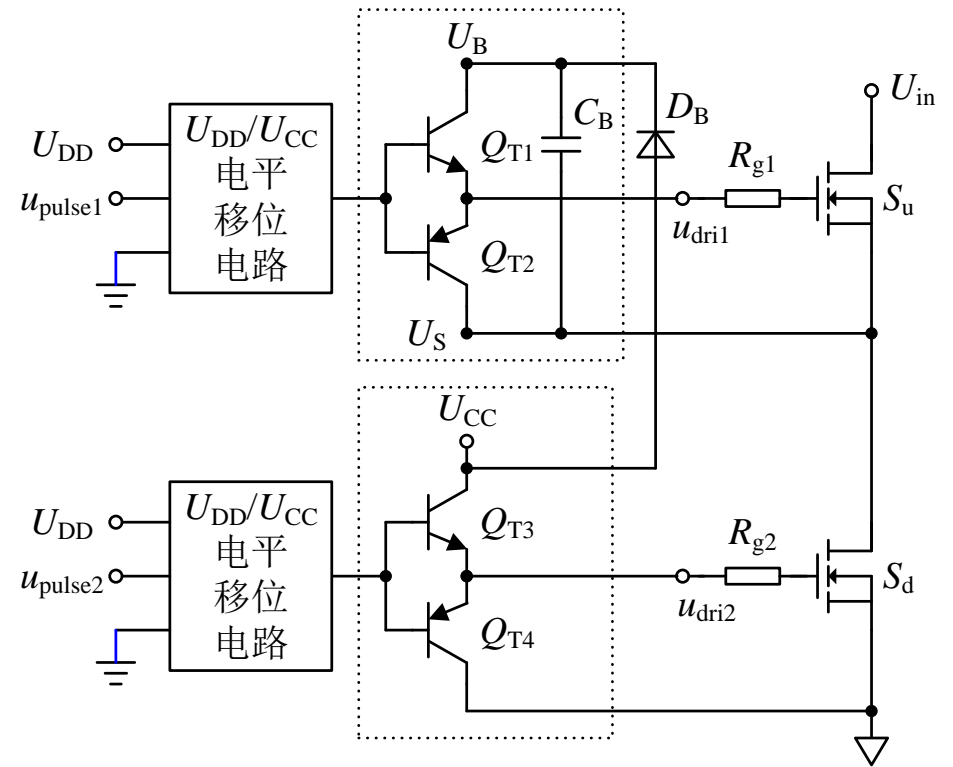 U_B
U_in
U_DD/U_CC
电平
移位
电路
U_DD
u_pulse1
Q_T1
C_B
D_B
R_g1
S_u
u_dri1
Q_T2
U_S
U_CC
U_DD/U_CC
电平
移位
电路
U_DD
u_pulse2
Q_T3
R_g2
S_d
u_dri2
Q_T4